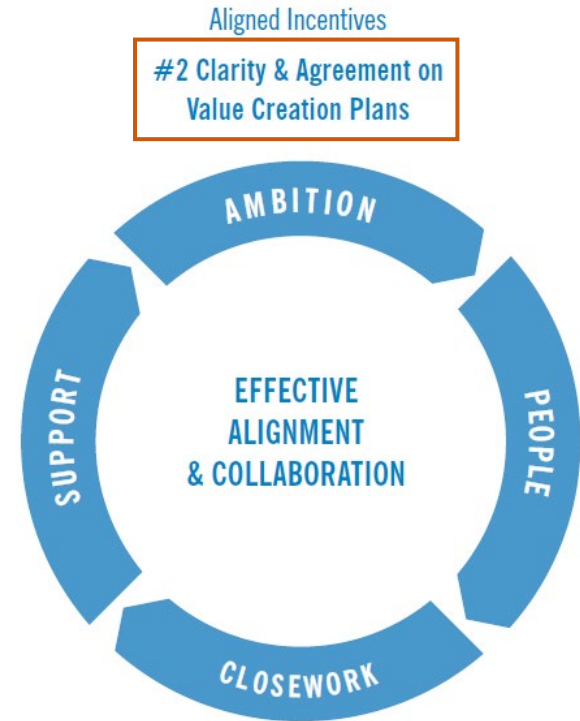 Aligned Incentives
#2 Clarity & Agreement on
Value Creation Plans
AMBITION
PEOPLE
EFFECTIVE
ALIGNMENT
& COLLABORATION
SUPPORT
CLOSEWORK